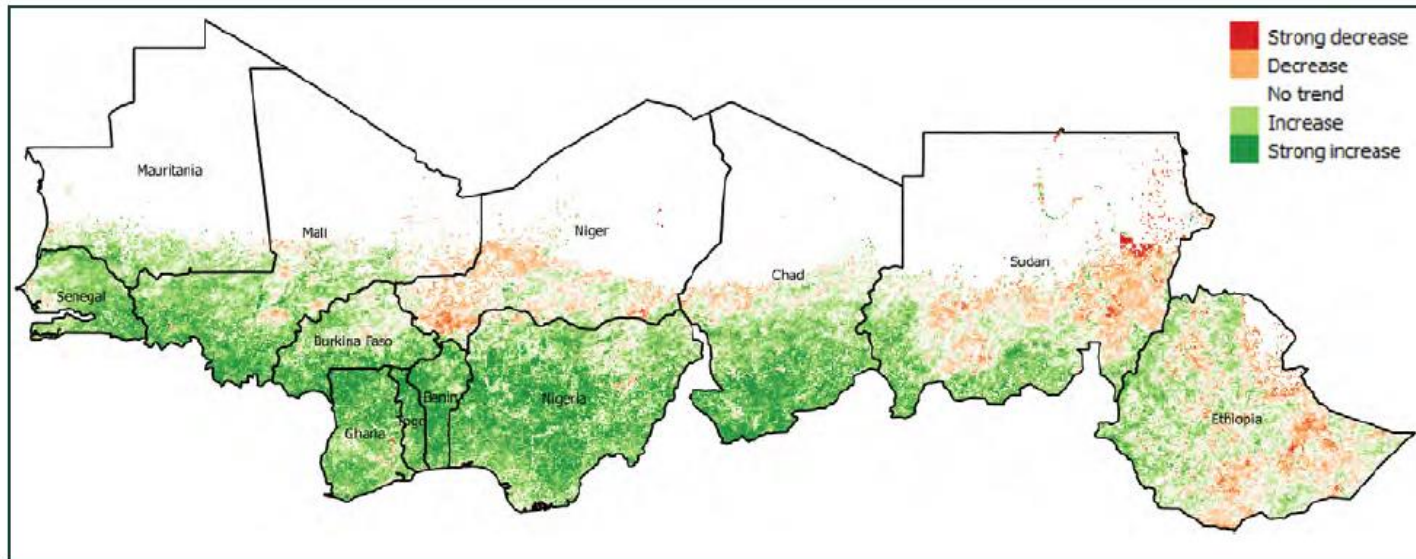 Strong decrease
Decrease
No trend
Increase
Strong increase
Mauritania
Mali
Niger
Chad
Sudan
Senegal
Burkina Faso
Benin
Nigeria
Ghana
Togo
Ethiopia